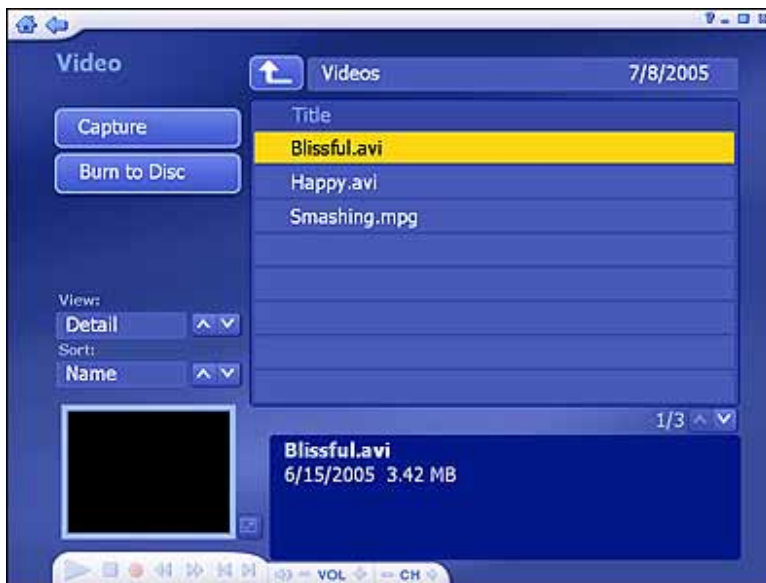 Video
Videos 7/8/2005
Capture
Burn to Disc
Title
Blissful.avi
Happy.avi
Smashing.mpg
View:
Detail
Sort:
Name
1/3
Blissful.avi
6/15/2005 3.42 MB
VOL
CH